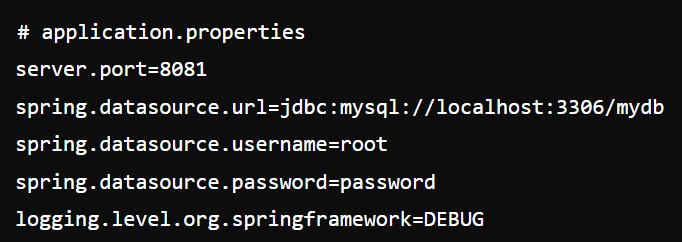 # application.properties
server.port=8081
spring.datasource.url=jdbc:mysql://localhost:3306/mydb
spring.datasource.username=root
spring.datasource.password=password
logging.level.org.springframework=DEBUG